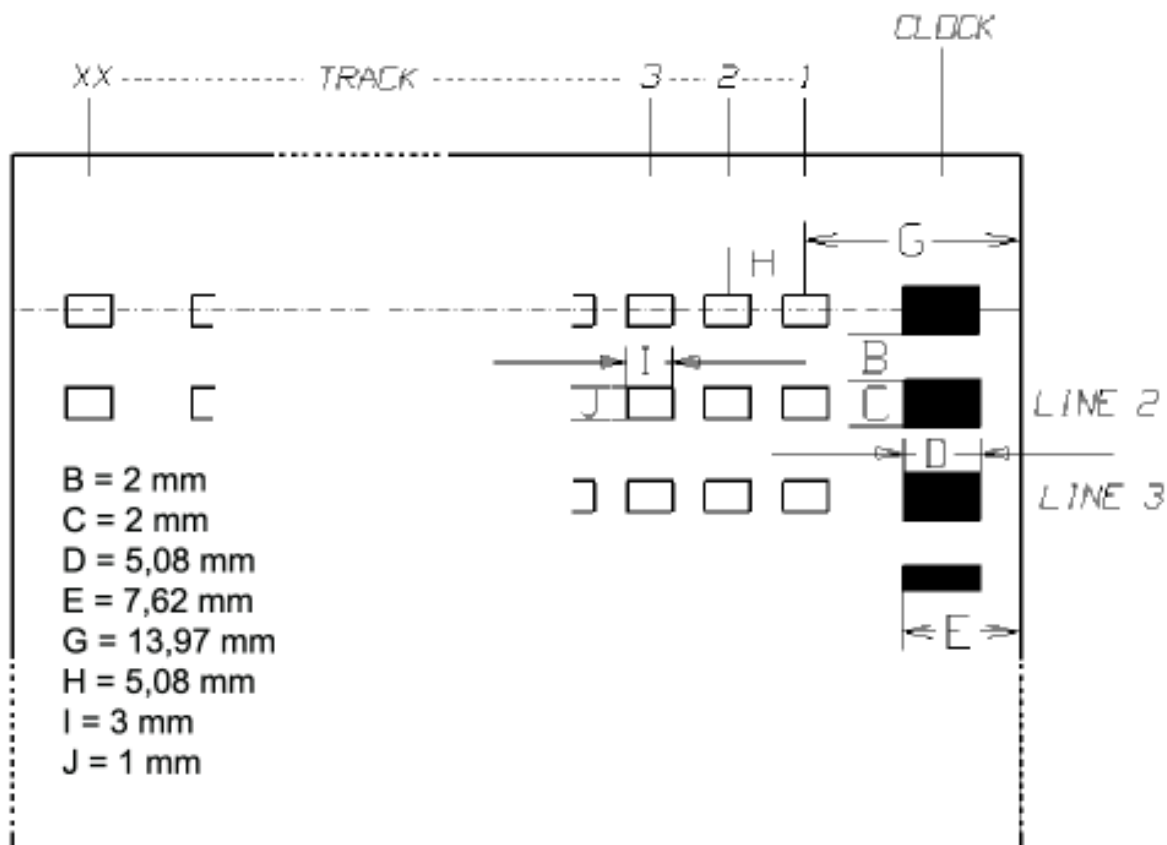 CLOCK
XX TRACK 3 2 1
G
H
I
B
J
C
LINE 2
D
LINE 3
E
B = 2 mm
C = 2 mm
D = 5,08 mm
E = 7,62 mm
G = 13,97 mm
H = 5,08 mm
I = 3 mm
J = 1 mm